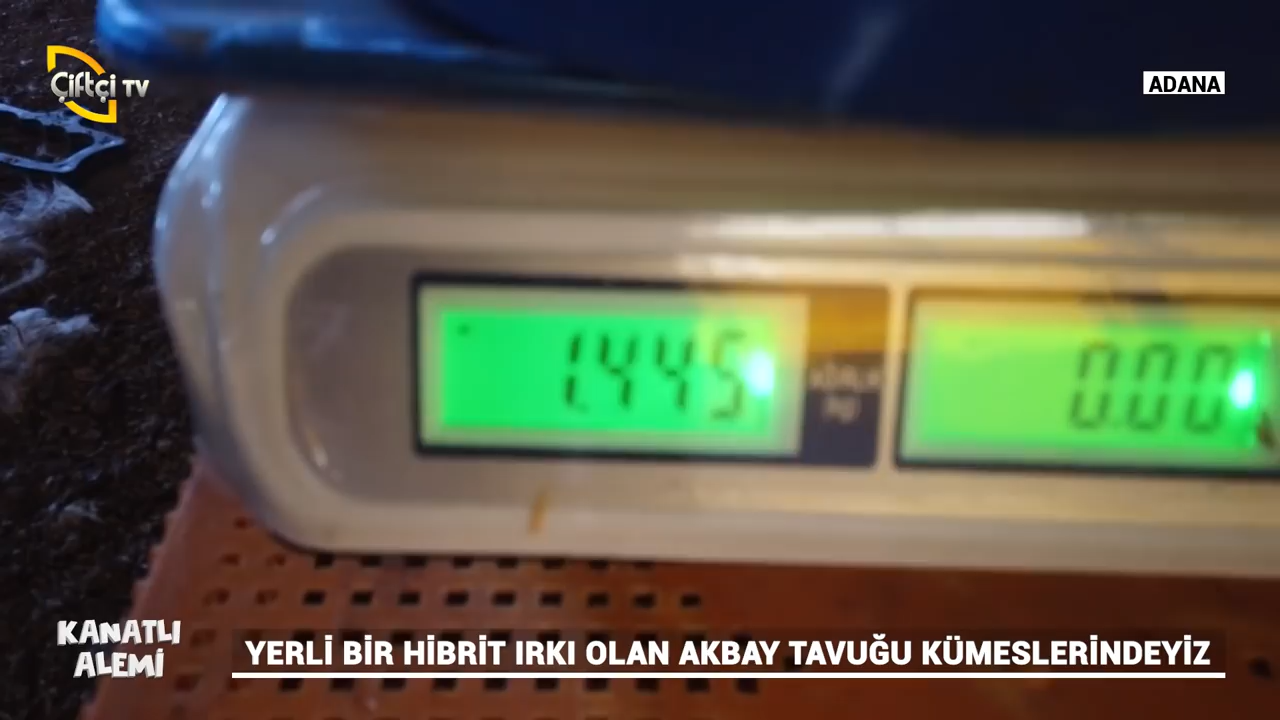 Çiftçi TV
ADANA
1.445
0.00
KANATLI
ALEMİ
YERLİ BİR HİBRİT IRKI OLAN AKBAY TAVUĞU KÜMESLERİNDEYİZ